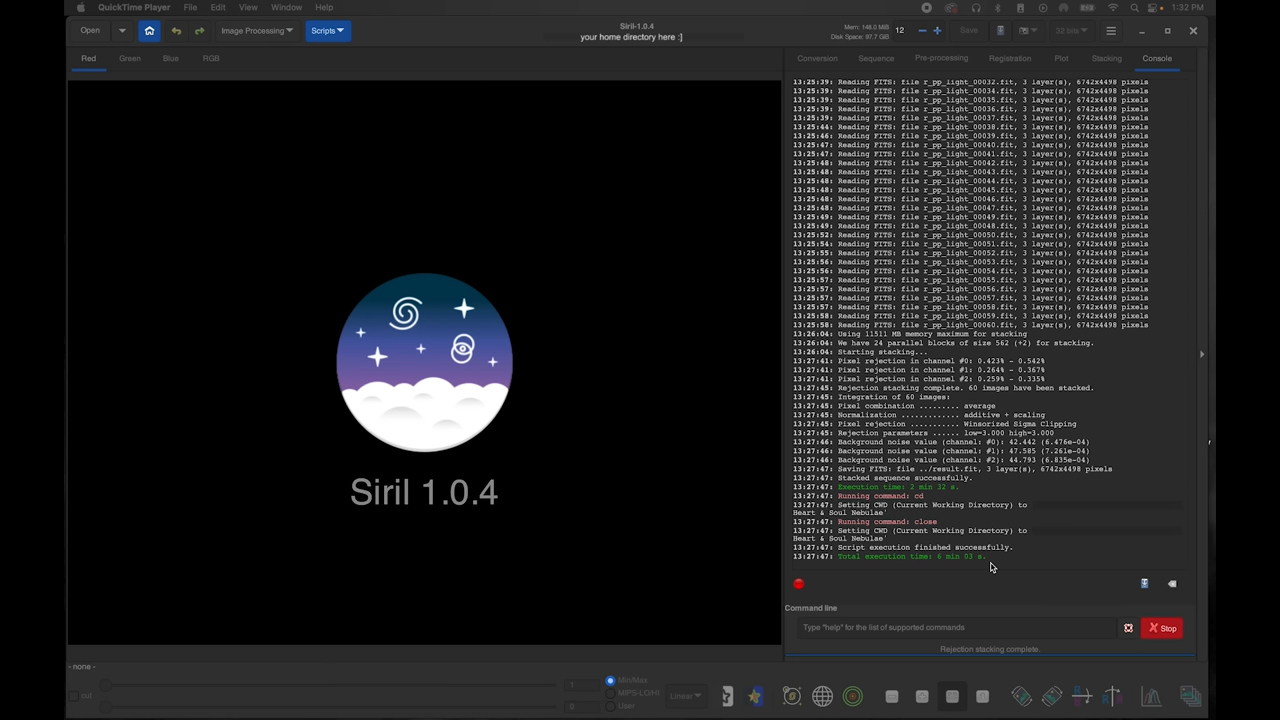 QuickTime Player File Edit View Window Help 1:32 PM
Open Image Processing Scripts
Siril-1.0.4
your home directory here :]
Mem: 148.0 MiB
Disk Space: 97.7 GiB
12 Save 32 bits
Red Green Blue RGB
Conversion Sequence Pre-processing Registration Plot Stacking Console
13:25:39: Reading FITS: file r_pp_light_00032.fit, 3 layer(s), 6742x4498 pixels
13:25:39: Reading FITS: file r_pp_light_00034.fit, 3 layer(s), 6742x4498 pixels
13:25:39: Reading FITS: file r_pp_light_00035.fit, 3 layer(s), 6742x4498 pixels
13:25:39: Reading FITS: file r_pp_light_00036.fit, 3 layer(s), 6742x4498 pixels
13:25:39: Reading FITS: file r_pp_light_00037.fit, 3 layer(s), 6742x4498 pixels
13:25:44: Reading FITS: file r_pp_light_00038.fit, 3 layer(s), 6742x4498 pixels
13:25:46: Reading FITS: file r_pp_light_00039.fit, 3 layer(s), 6742x4498 pixels
13:25:47: Reading FITS: file r_pp_light_00040.fit, 3 layer(s), 6742x4498 pixels
13:25:47: Reading FITS: file r_pp_light_00041.fit, 3 layer(s), 6742x4498 pixels
13:25:48: Reading FITS: file r_pp_light_00042.fit, 3 layer(s), 6742x4498 pixels
13:25:48: Reading FITS: file r_pp_light_00043.fit, 3 layer(s), 6742x4498 pixels
13:25:48: Reading FITS: file r_pp_light_00044.fit, 3 layer(s), 6742x4498 pixels
13:25:48: Reading FITS: file r_pp_light_00045.fit, 3 layer(s), 6742x4498 pixels
13:25:48: Reading FITS: file r_pp_light_00046.fit, 3 layer(s), 6742x4498 pixels
13:25:48: Reading FITS: file r_pp_light_00047.fit, 3 layer(s), 6742x4498 pixels
13:25:49: Reading FITS: file r_pp_light_00049.fit, 3 layer(s), 6742x4498 pixels
13:25:49: Reading FITS: file r_pp_light_00048.fit, 3 layer(s), 6742x4498 pixels
13:25:52: Reading FITS: file r_pp_light_00050.fit, 3 layer(s), 6742x4498 pixels
13:25:54: Reading FITS: file r_pp_light_00051.fit, 3 layer(s), 6742x4498 pixels
13:25:55: Reading FITS: file r_pp_light_00052.fit, 3 layer(s), 6742x4498 pixels
13:25:56: Reading FITS: file r_pp_light_00053.fit, 3 layer(s), 6742x4498 pixels
13:25:56: Reading FITS: file r_pp_light_00054.fit, 3 layer(s), 6742x4498 pixels
13:25:57: Reading FITS: file r_pp_light_00055.fit, 3 layer(s), 6742x4498 pixels
13:25:57: Reading FITS: file r_pp_light_00056.fit, 3 layer(s), 6742x4498 pixels
13:25:57: Reading FITS: file r_pp_light_00057.fit, 3 layer(s), 6742x4498 pixels
13:25:57: Reading FITS: file r_pp_light_00058.fit, 3 layer(s), 6742x4498 pixels
13:25:58: Reading FITS: file r_pp_light_00059.fit, 3 layer(s), 6742x4498 pixels
13:25:58: Reading FITS: file r_pp_light_00060.fit, 3 layer(s), 6742x4498 pixels
13:26:04: Using 11511 MB memory maximum for stacking
13:26:04: We have 24 parallel blocks of size 562 (+2) for stacking.
13:26:04: Starting stacking...
13:27:41: Pixel rejection in channel #0: 0.423% - 0.542%
13:27:41: Pixel rejection in channel #1: 0.264% - 0.367%
13:27:41: Pixel rejection in channel #2: 0.259% - 0.335%
13:27:45: Rejection stacking complete. 60 images have been stacked.
13:27:45: Integration of 60 images:
13:27:45: Pixel combination ......... average
13:27:45: Normalization ............. additive + scaling
13:27:45: Pixel rejection ........... Winsorized Sigma Clipping
13:27:45: Rejection parameters ...... low=3.000 high=3.000
13:27:46: Background noise value (channel: #0): 42.442 (6.476e-04)
13:27:46: Background noise value (channel: #1): 47.585 (7.261e-04)
13:27:46: Background noise value (channel: #2): 44.793 (6.835e-04)
13:27:47: Saving FITS: file ../result.fit, 3 layer(s), 6742x4498 pixels
13:27:47: Stacked sequence successfully.
13:27:47: Execution time: 2 min 32 s.
13:27:47: Running command: cd
13:27:47: Setting CWD (Current Working Directory) to
Heart & Soul Nebulae'
13:27:47: Running command: close
13:27:47: Setting CWD (Current Working Directory) to
Heart & Soul Nebulae'
13:27:47: Script execution finished successfully.
13:27:47: Total execution time: 6 min 03 s.
Siril 1.0.4
Command line
Type "help" for the list of supported commands
Stop
Rejection stacking complete.
- none -
cut 1 Min/Max
MIPS-LO/HI Linear
0 User